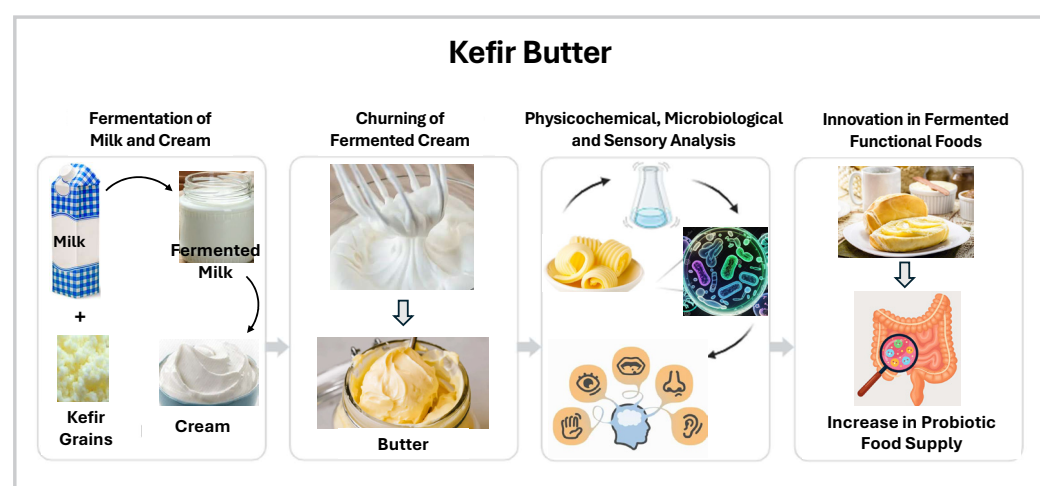 Kefir Butter
Fermentation of
Milk and Cream
Milk
Fermented
Milk
+
Kefir
Grains
Cream
Churning of
Fermented Cream
Butter
Physicochemical, Microbiological
and Sensory Analysis
Innovation in Fermented
Functional Foods
Increase in Probiotic
Food Supply